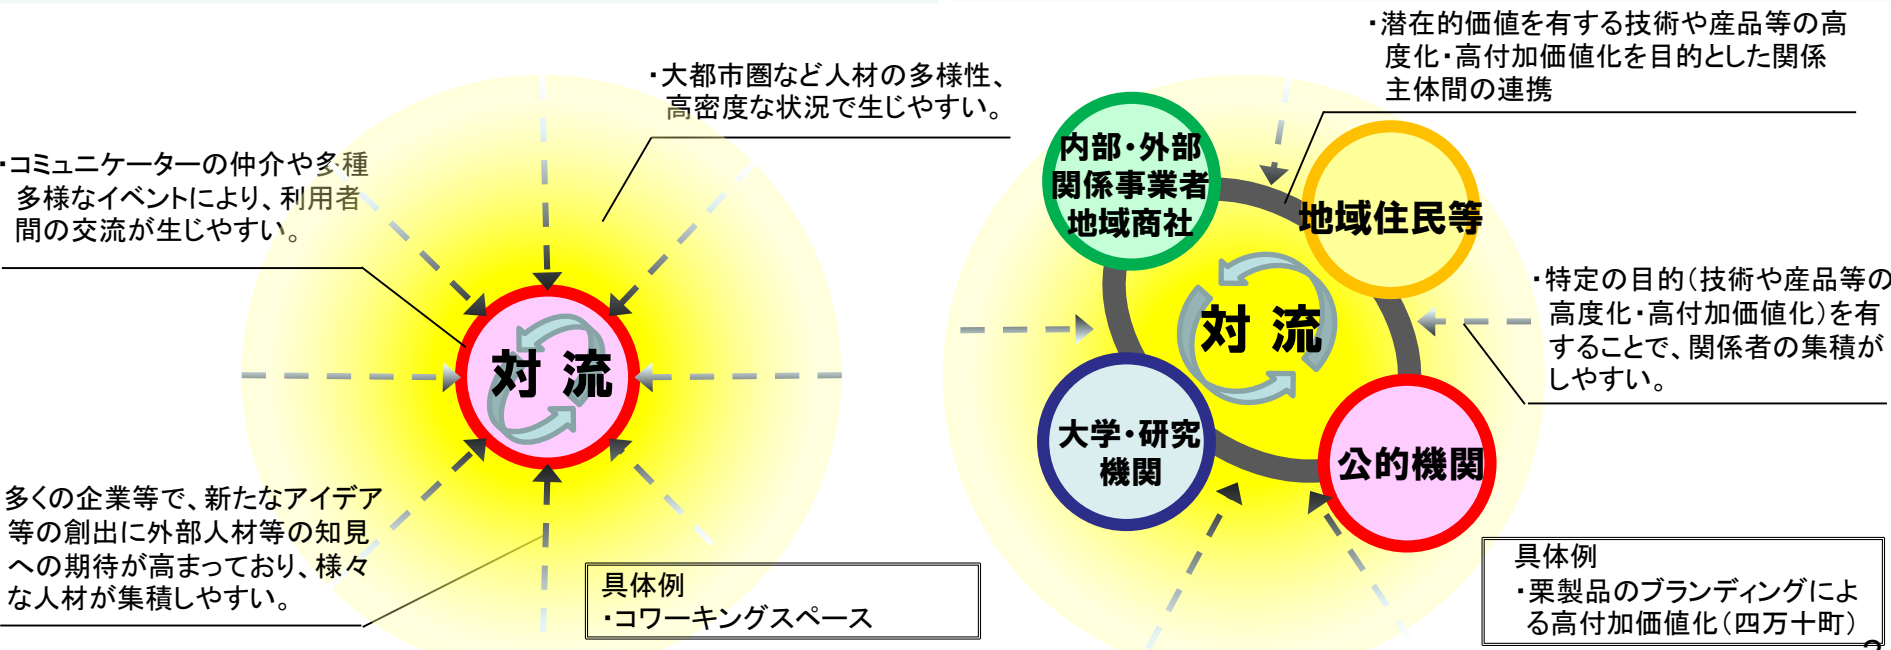 ・大都市圏など人材の多様性、
高密度な状況で生じやすい。
・コミュニケーターの仲介や多種
多様なイベントにより、利用者
間の交流が生じやすい。
対 流
多くの企業等で、新たなアイデア
等の創出に外部人材等の知見
への期待が高まっており、様々
な人材が集積しやすい。
具体例
・コワーキングスペース
・潜在的価値を有する技術や産品等の高
度化・高付加価値化を目的とした関係
主体間の連携
内部・外部
関係事業者
地域商社
地域住民等
対 流
・特定の目的（技術や産品等の
高度化・高付加価値化）を有
することで、関係者の集積が
しやすい。
大学・研究
機関
公的機関
具体例
・栗製品のブランディングによ
る高付加価値化（四万十町）